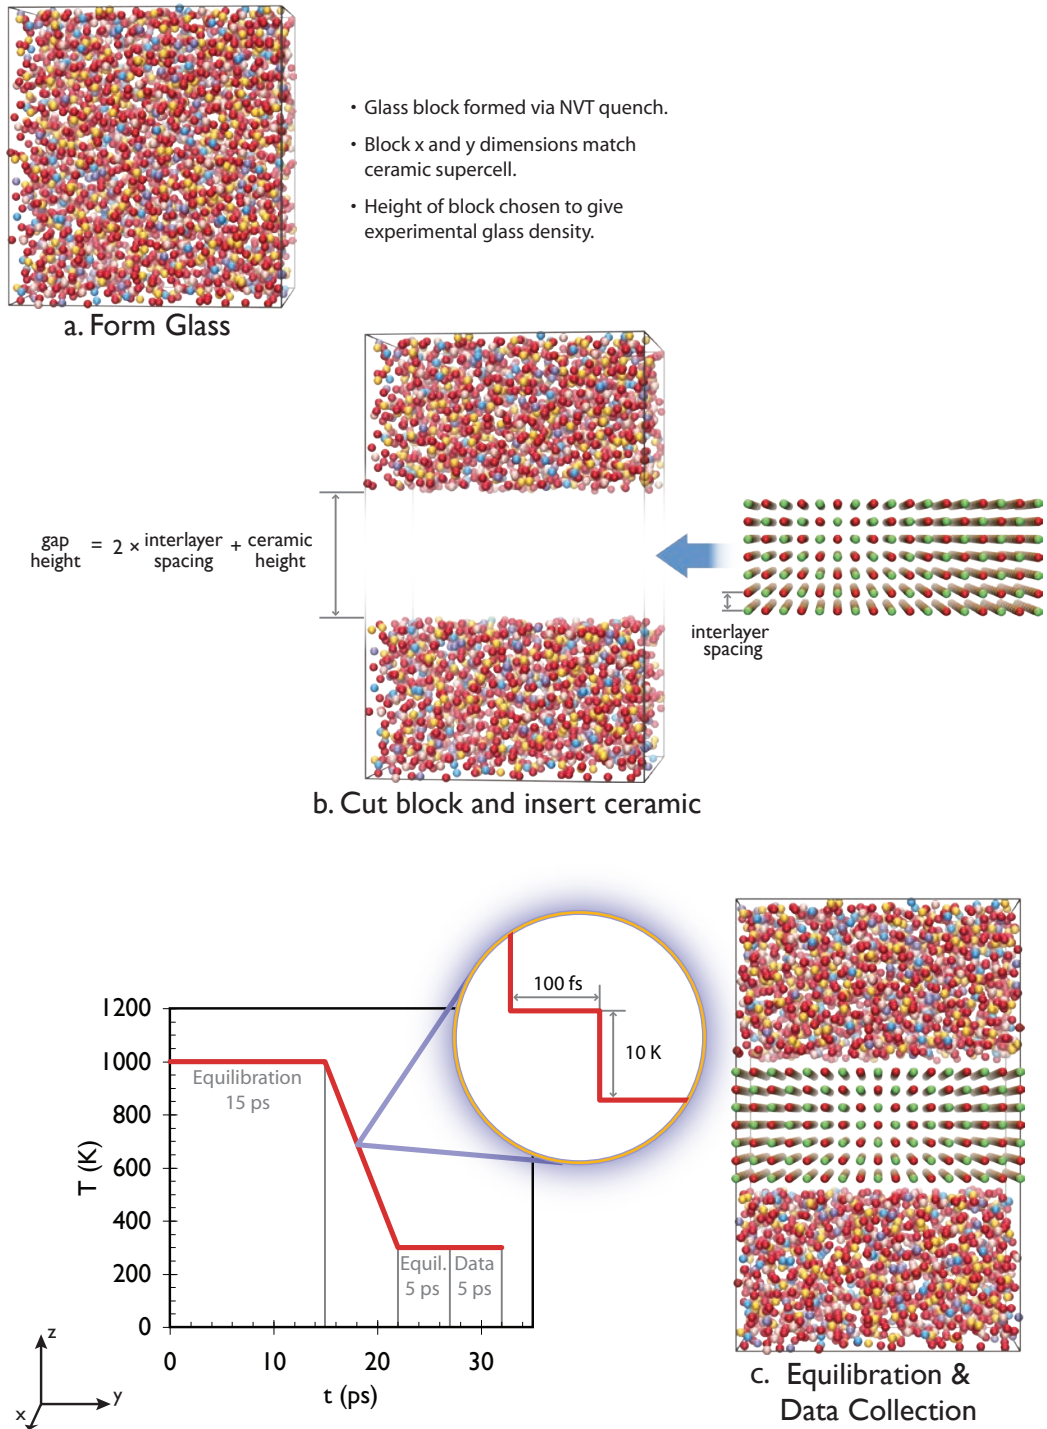 • Glass block formed via NVT quench.
• Block x and y dimensions match
ceramic supercell.
• Height of block chosen to give
experimental glass density.
a. Form Glass
gap height = 2 × interlayer spacing + ceramic height
interlayer
spacing
b. Cut block and insert ceramic
100 fs
10 K
1200
1000
800
600
400
200
0
T (K)
Equilibration
15 ps
Equil.
5 ps
Data
5 ps
0 10 20 30
t (ps)
z
y
x
c. Equilibration &
Data Collection